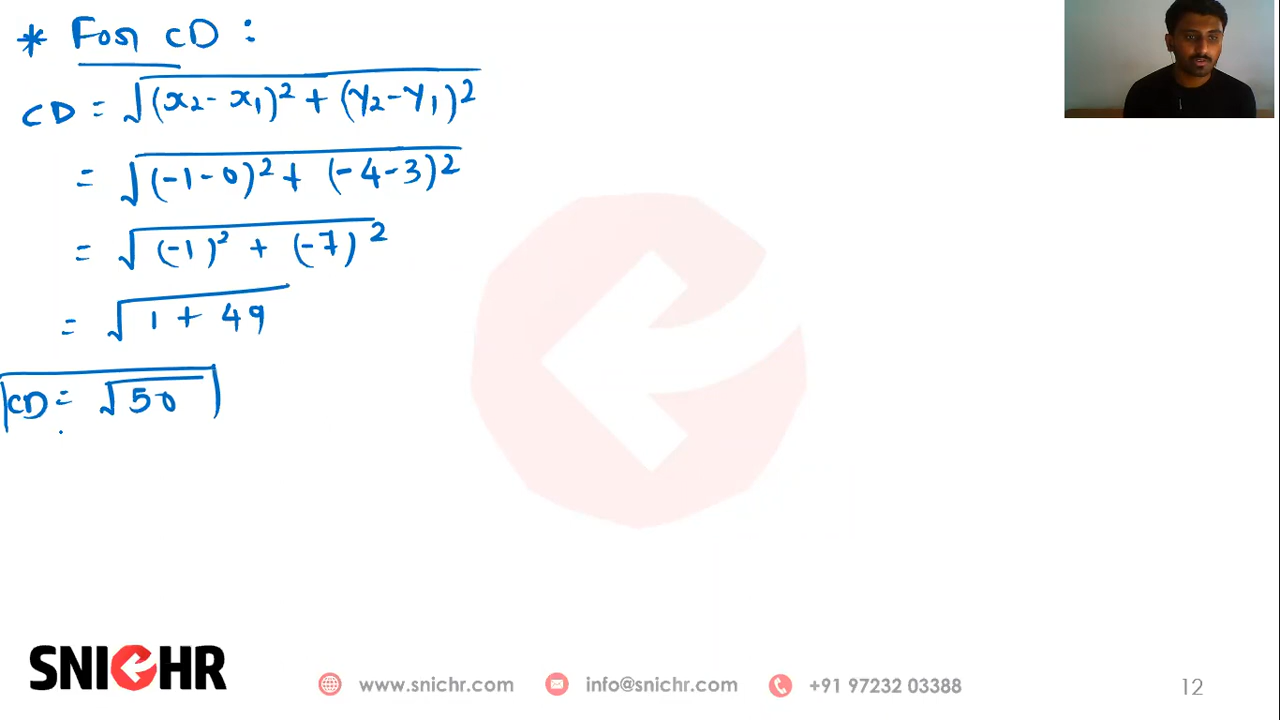 * For CD :
CD = √(x₂ - x₁)² + (y₂ - y₁)²
= √(-1 - 0)² + (-4 - 3)²
= √(-1)² + (-7)²
= √1 + 49
CD = √50
SNICHR
www.snichr.com info@snichr.com +91 97232 03388 12